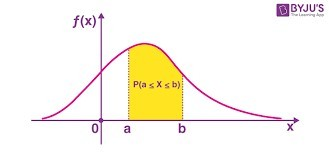 f(x)
BYJU'S
The Learning App
P(a ≤ X ≤ b)
0 a b x